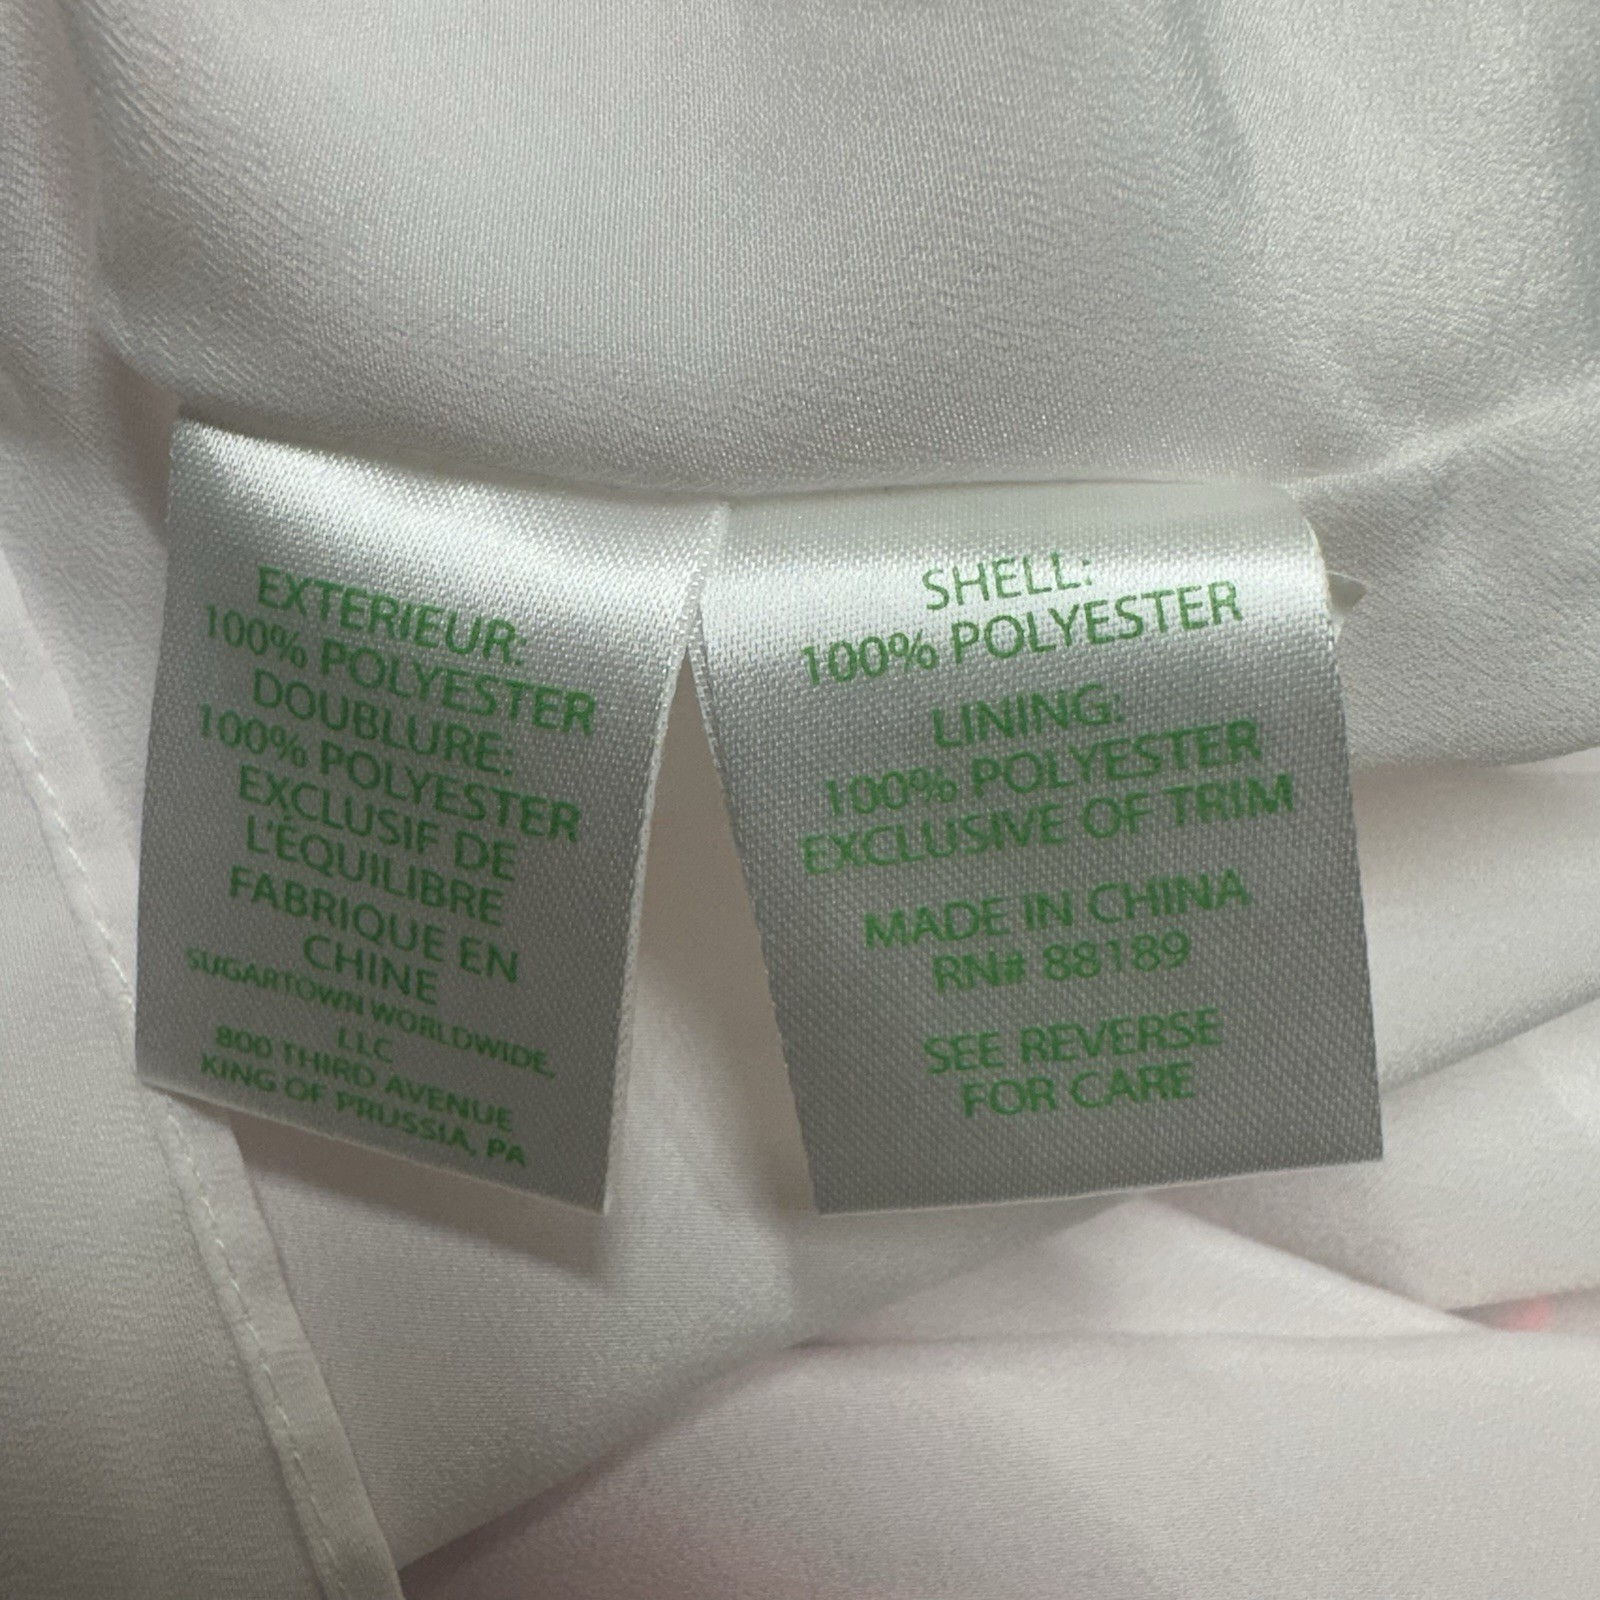 EXTERIEUR:
100% POLYESTER
DOUBLURE:
100% POLYESTER
EXCLUSIF DE
L'ÉQUILIBRE
FABRIQUE EN
CHINE
SUGARTOWN WORLDWIDE,
LLC
800 THIRD AVENUE
KING OF PRUSSIA, PA
SHELL:
100% POLYESTER
LINING:
100% POLYESTER
EXCLUSIVE OF TRIM
MADE IN CHINA
RN# 88189
SEE REVERSE
FOR CARE